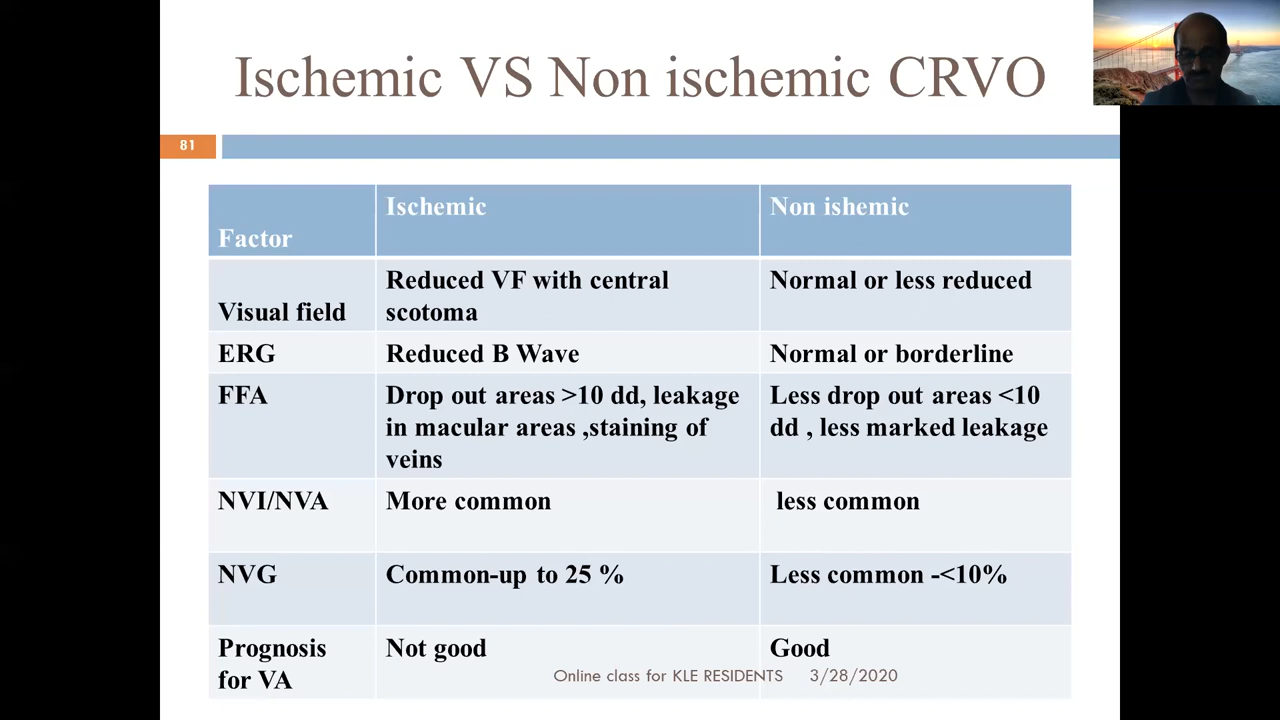 Ischemic VS Non ischemic CRVO
81
Factor
Ischemic
Non ishemic
Visual field
Reduced VF with central
scotoma
Normal or less reduced
ERG
Reduced B Wave
Normal or borderline
FFA
Drop out areas >10 dd, leakage
in macular areas ,staining of
veins
Less drop out areas <10
dd , less marked leakage
NVI/NVA
More common
less common
NVG
Common-up to 25 %
Less common -<10%
Prognosis
for VA
Not good
Good
Online class for KLE RESIDENTS 3/28/2020